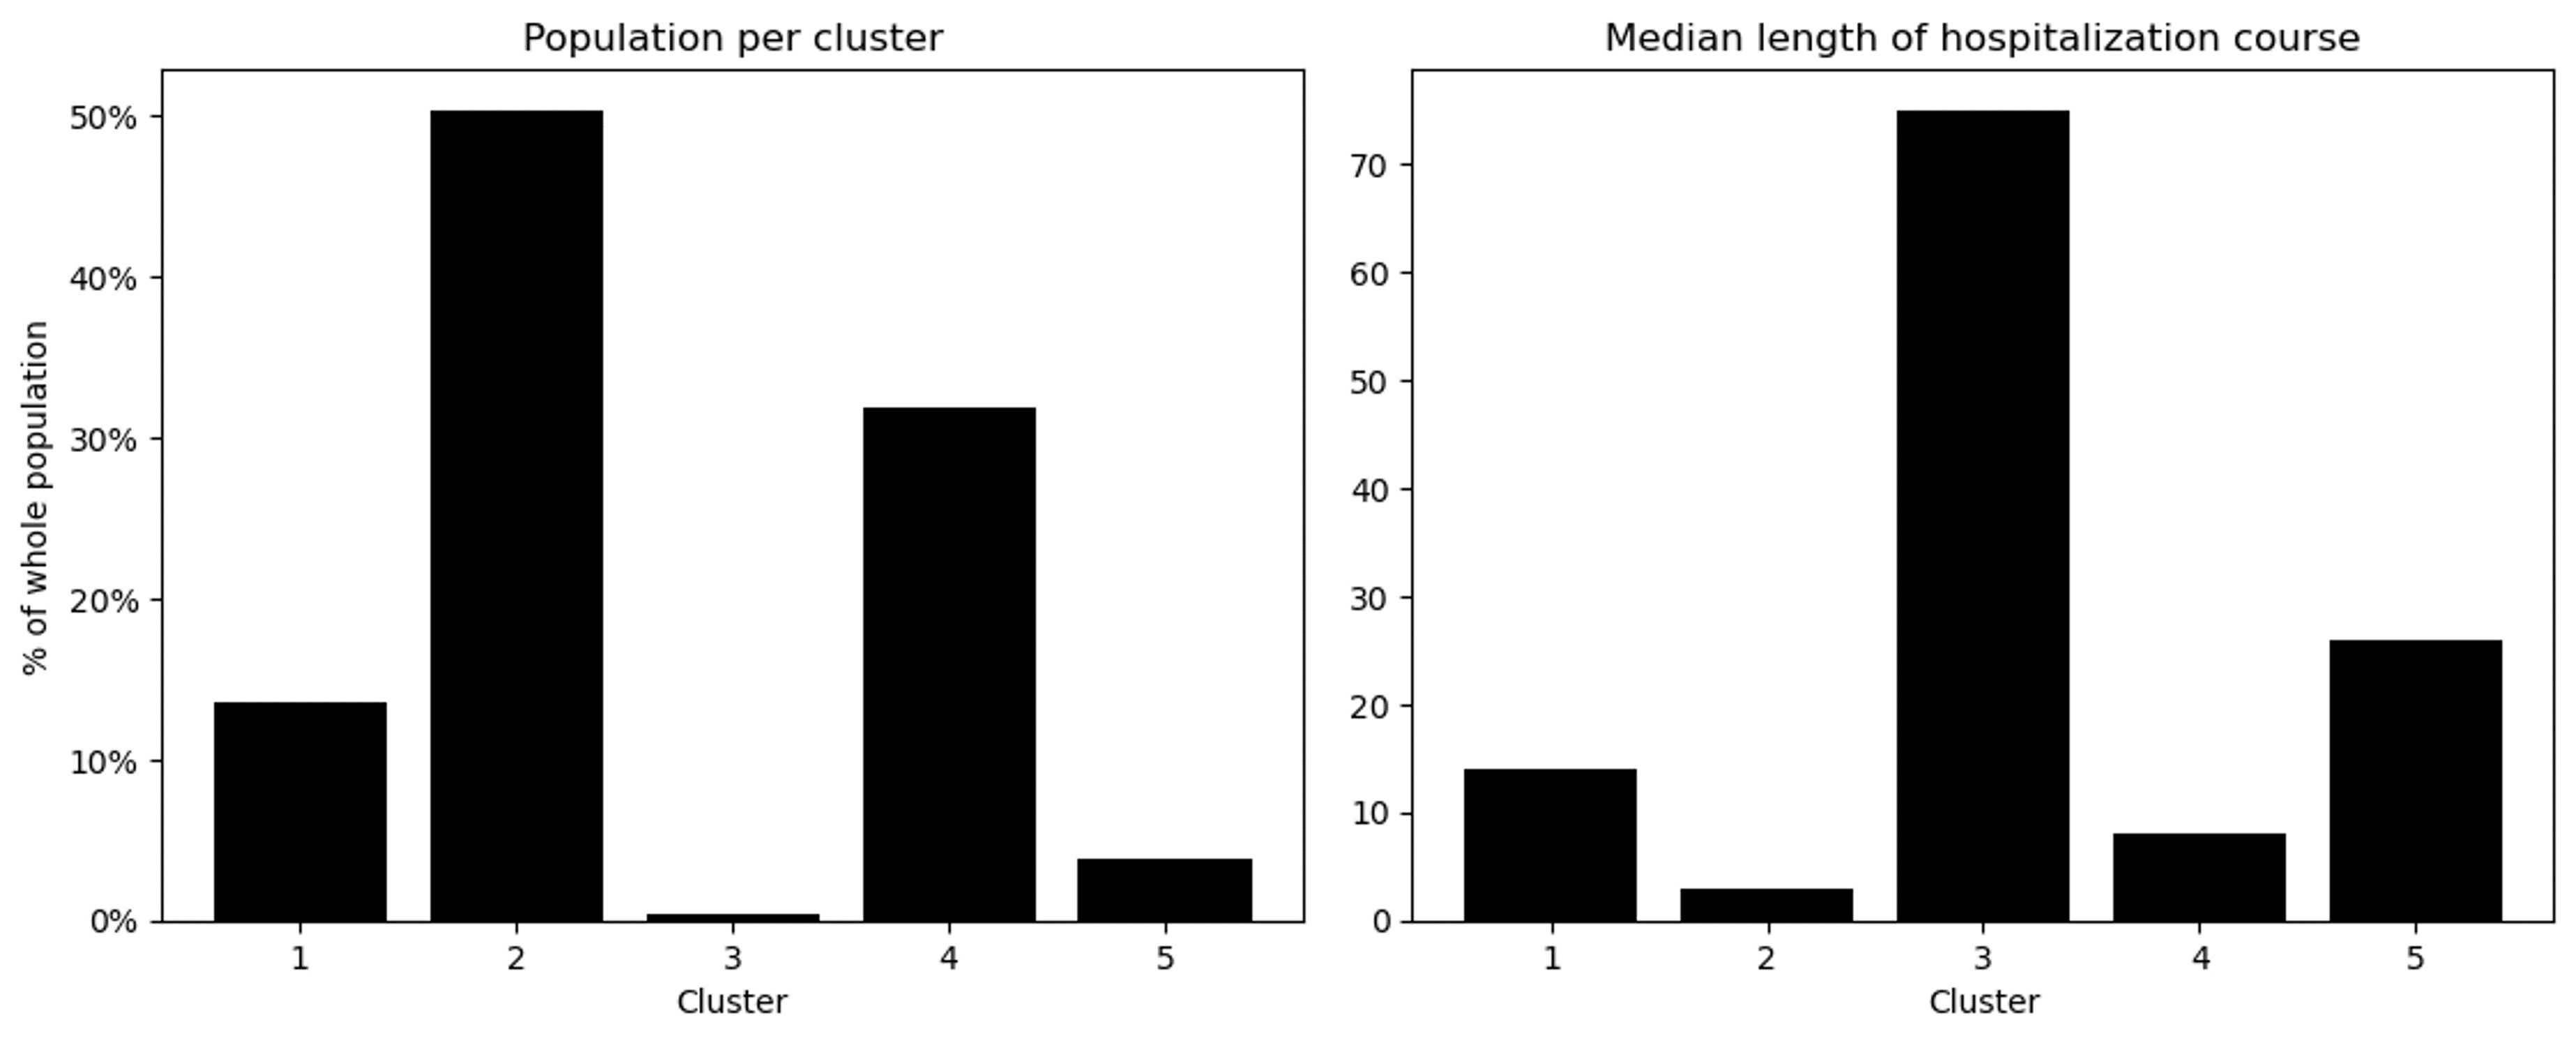 Population per cluster
50%
40%
30%
20%
10%
0%
% of whole population
1 2 3 4 5
Cluster
Median length of hospitalization course
70
60
50
40
30
20
10
0
1 2 3 4 5
Cluster